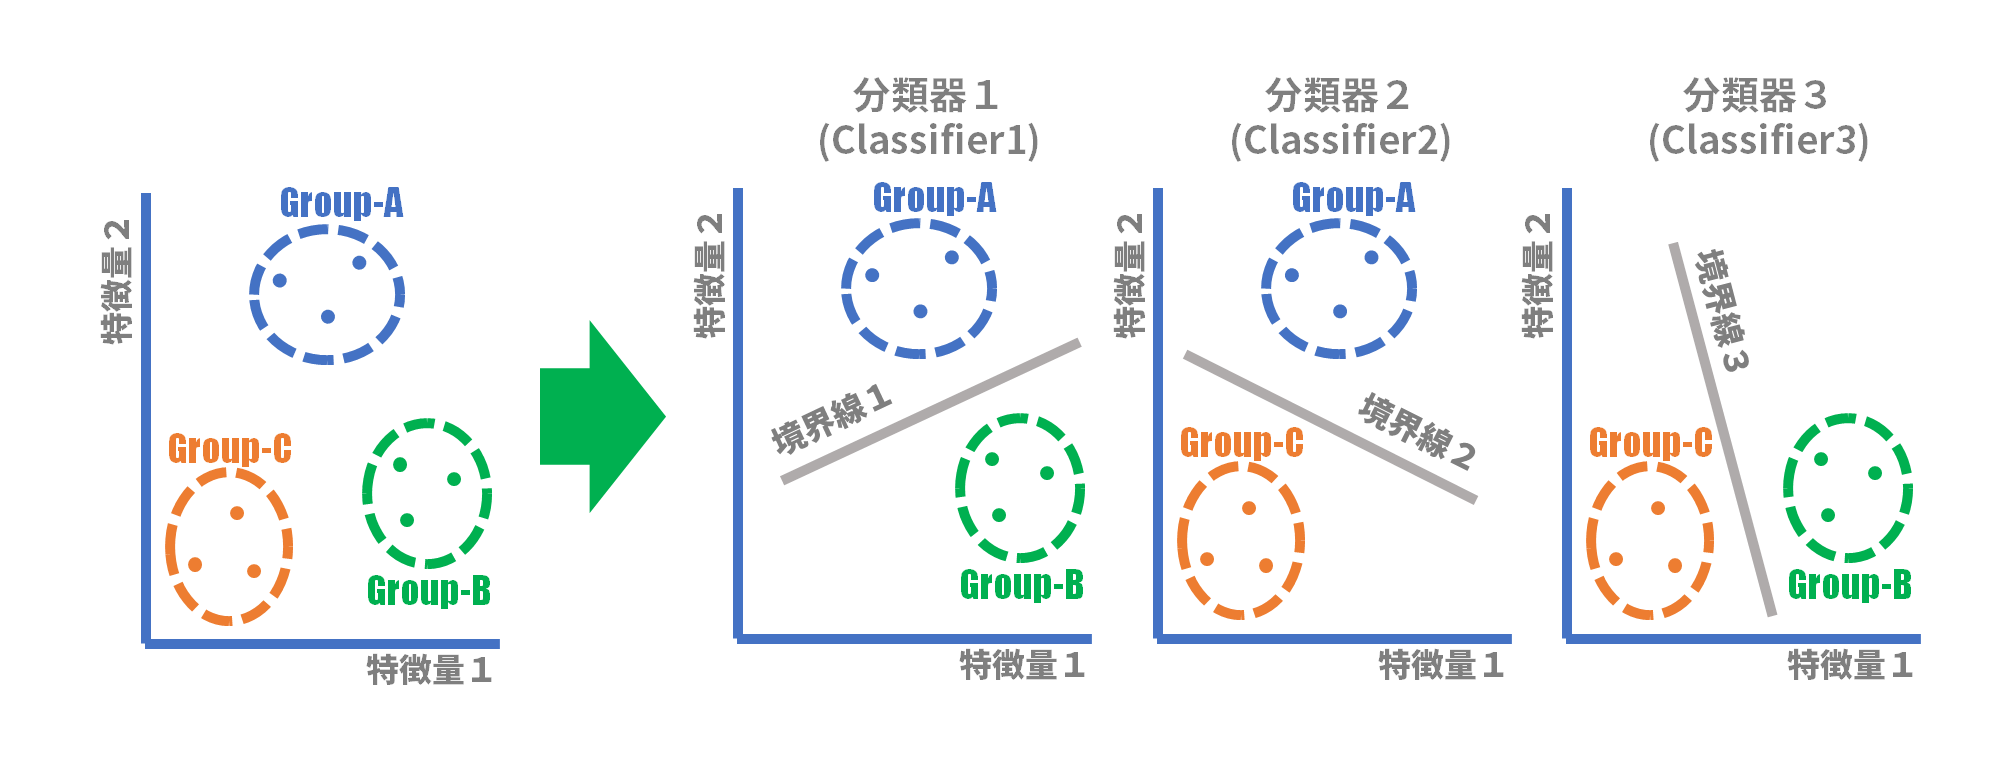 特徴量２
Group-A
Group-C
Group-B
特徴量１
分類器１
(Classifier1)
特徴量２
Group-A
境界線１
Group-B
特徴量１
分類器２
(Classifier2)
特徴量２
Group-A
境界線２
Group-C
特徴量１
分類器３
(Classifier3)
特徴量２
境界線３
Group-C
Group-B
特徴量１